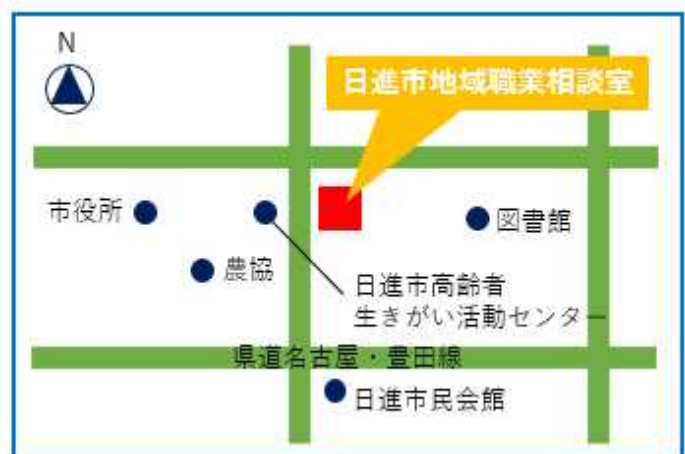 N
日進市地域職業相談室
市役所
図書館
農協
日進市高齢者
生きがい活動センター
県道名古屋・豊田線
日進市民会館